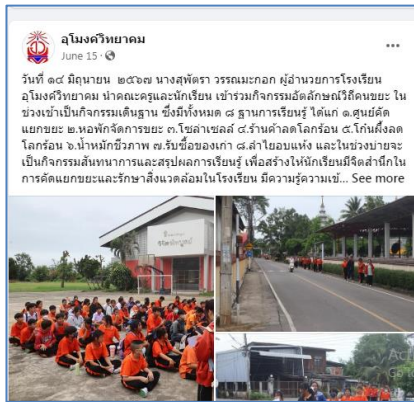 อุโมงค์วิทยาคม
June 15 ·
วันที่ ๑๔ มิถุนายน ๒๕๖๗ นางสุพัตรา วรรณมะกอก ผู้อำนวยการโรงเรียน
อุโมงค์วิทยาคม นำคณะครูและนักเรียน เข้าร่วมกิจกรรมอัตลักษณ์วิถีคนขยะ ใน
ช่วงเช้าเป็นกิจกรรมเดินฐาน ซึ่งมีทั้งหมด ๘ ฐานการเรียนรู้ ได้แก่ ๑.ศูนย์คัด
แยกขยะ ๒.หอพักจัดการขยะ ๓.โซล่าเซลล์ ๔.ร้านค้าลดโลกร้อน ๕.โก๋นผึ้งลด
โลกร้อน ๖.น้ำหมักชีวภาพ ๗.รับซื้อของเก่า ๘.ลำไยอบแห้ง และในช่วงบ่ายจะ
เป็นกิจกรรมสันทนาการและสรุปผลการเรียนรู้ เพื่อสร้างให้นักเรียนมีจิตสำนึกใน
การคัดแยกขยะและรักษาสิ่งแวดล้อมในโรงเรียน มีความรู้ความเข้... See more